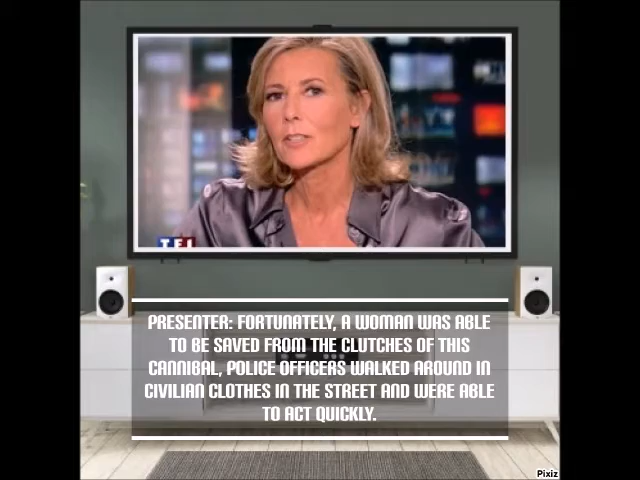 TF1
PRESENTER: FORTUNATELY, A WOMAN WAS ABLE
TO BE SAVED FROM THE CLUTCHES OF THIS
CANNIBAL, POLICE OFFICERS WALKED AROUND IN
CIVILIAN CLOTHES IN THE STREET AND WERE ABLE
TO ACT QUICKLY.
Pixiz